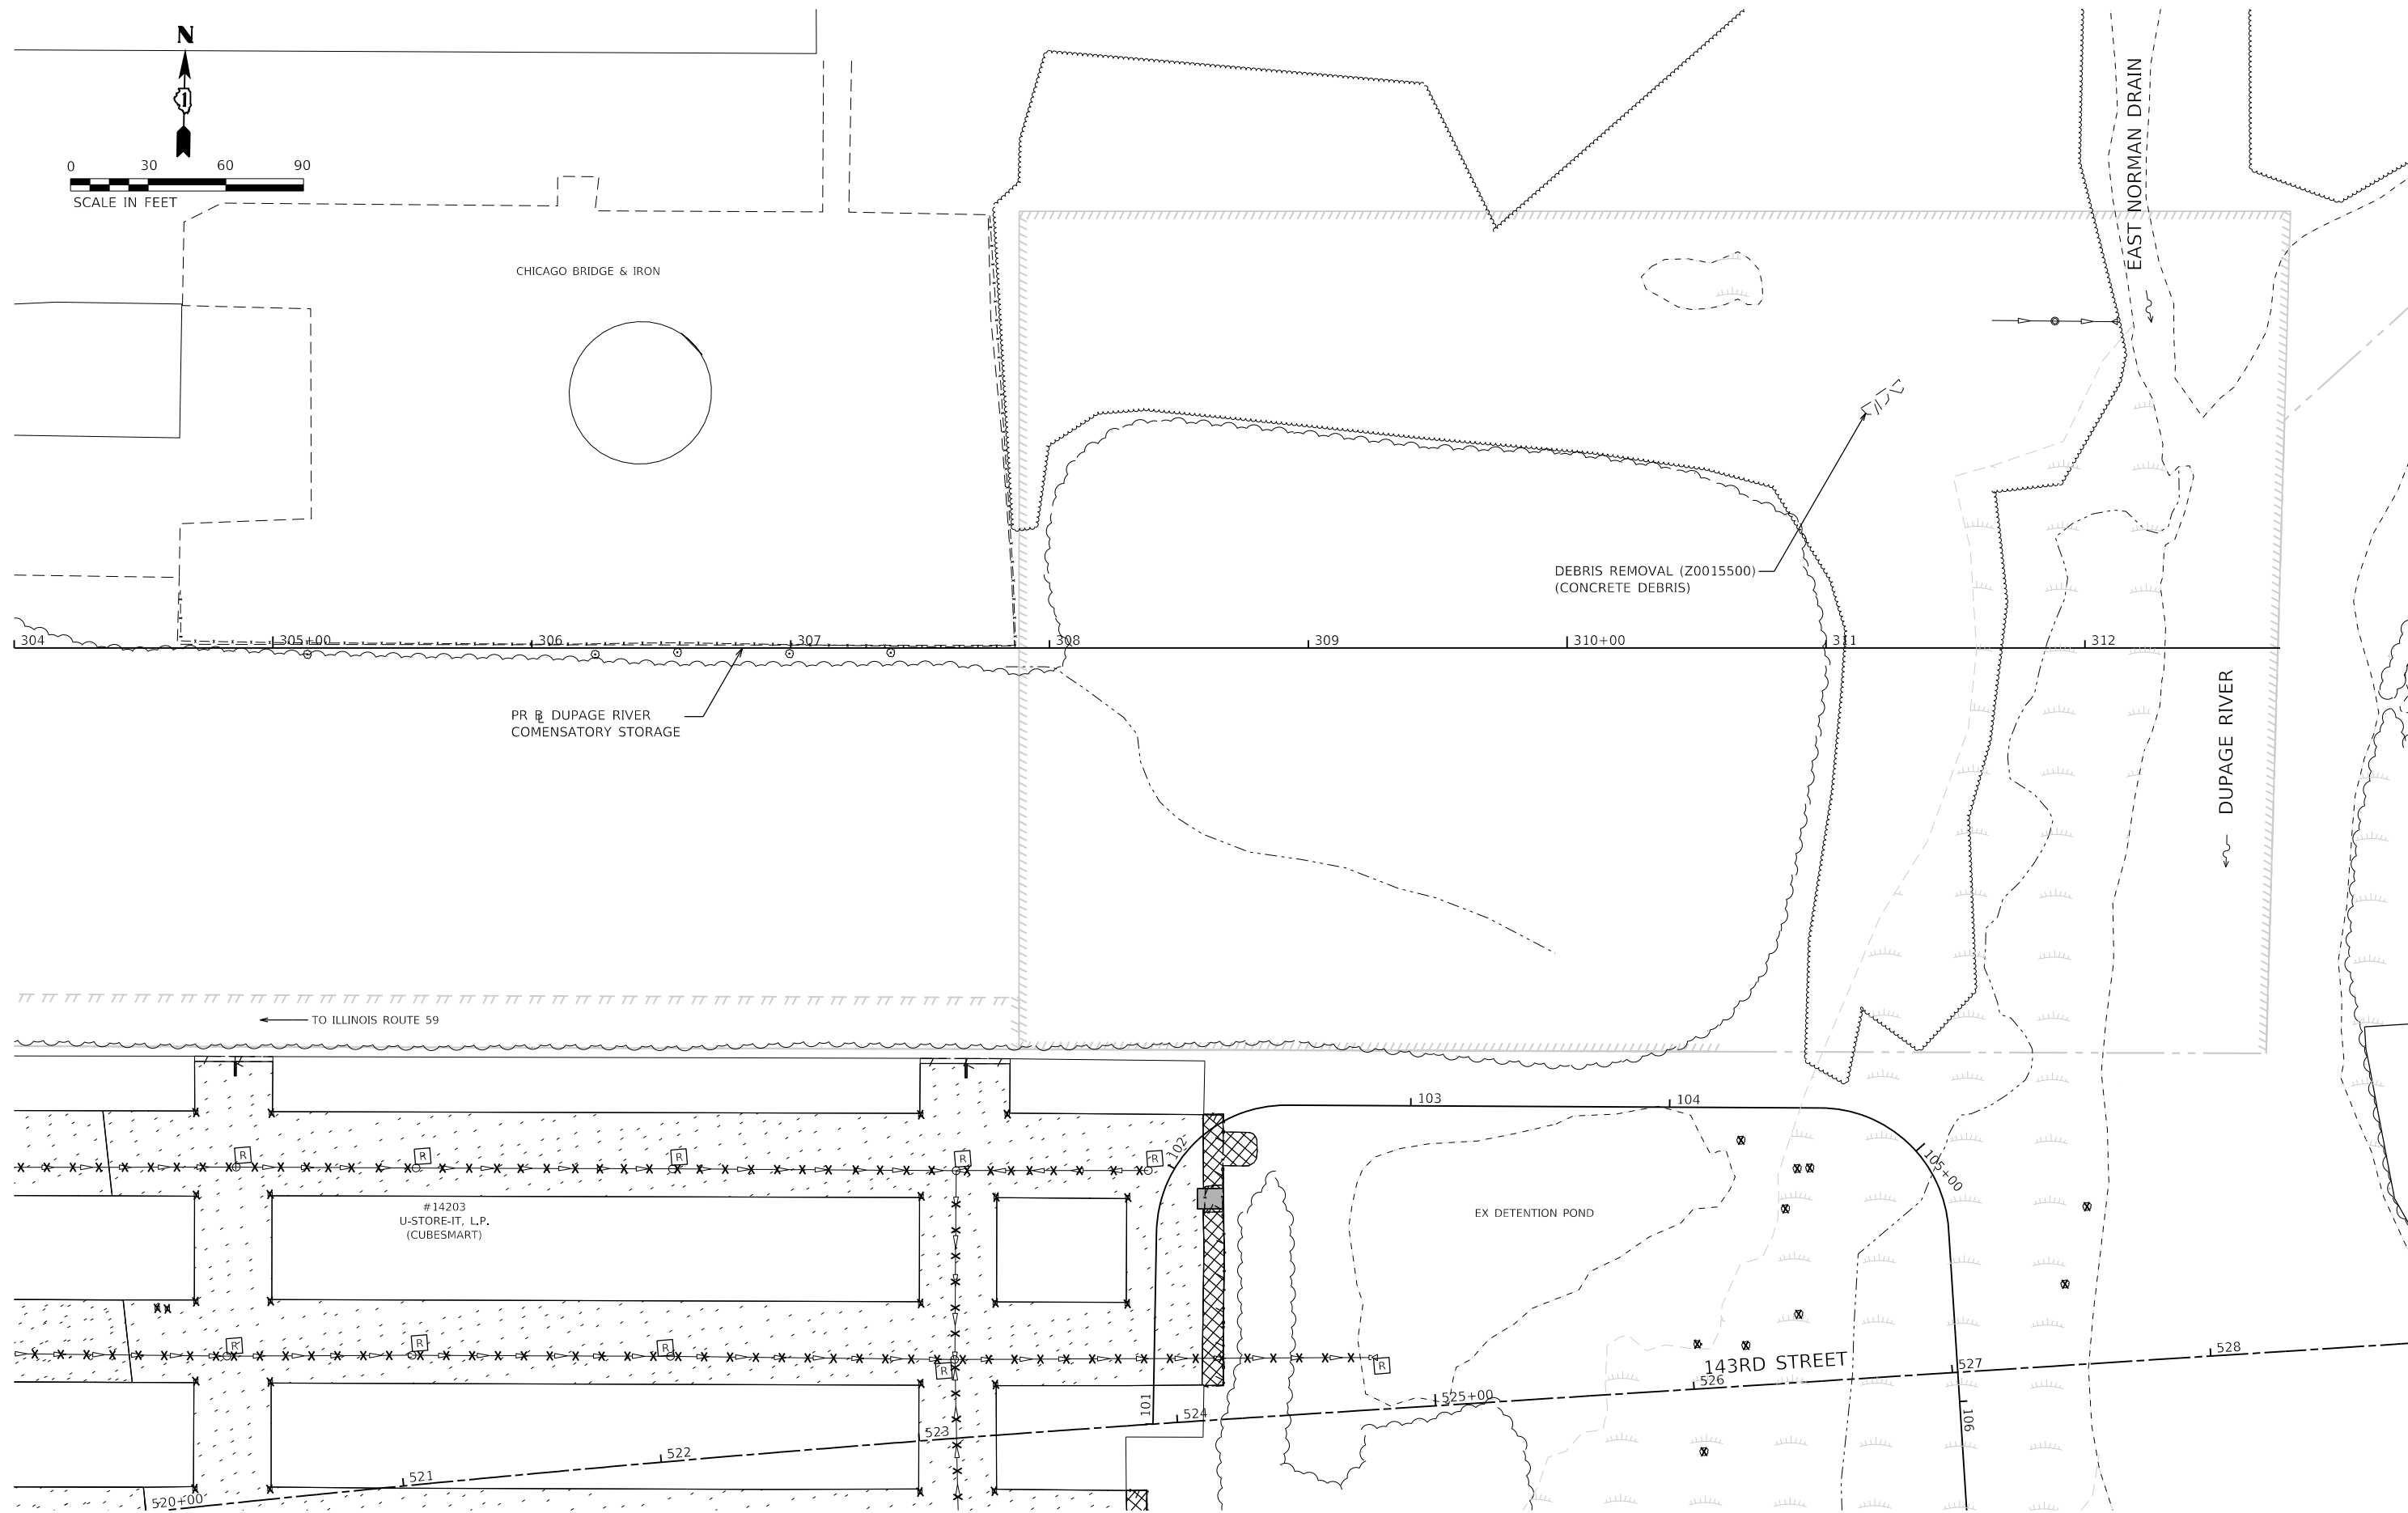 N
0 30 60 90
SCALE IN FEET
EAST NORMAN DRAIN
CHICAGO BRIDGE & IRON
DEBRIS REMOVAL (Z0015500)
(CONCRETE DEBRIS)
304 305+00 306 307 308 309 310+00 311 312
PR BL DUPAGE RIVER
COMENSATORY STORAGE
DUPAGE RIVER
TO ILLINOIS ROUTE 59
103 104
102
105+00
R R R R R
#14203
U-STORE-IT, L.P.
(CUBESMART)
EX DETENTION POND
R R R R R
143RD STREET
101
106
520+00 521 522 523 524 525+00 526 527 528